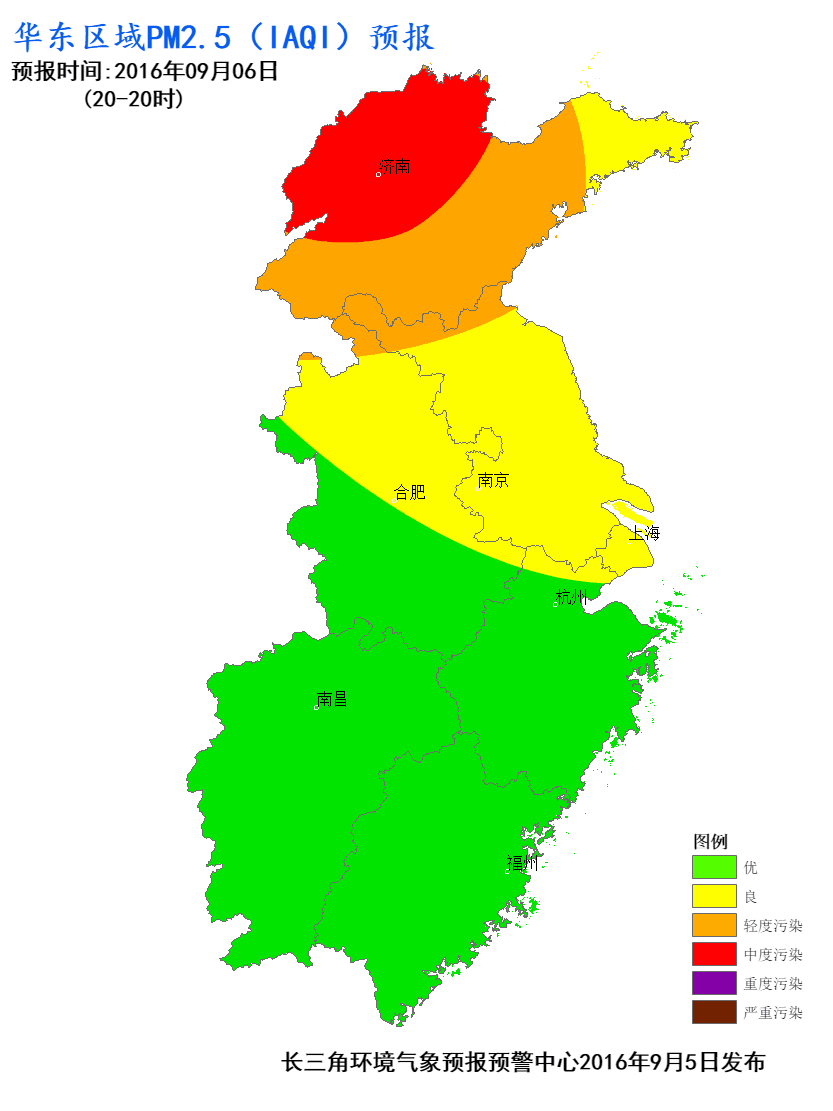 华东区域PM2.5（IAQI）预报
预报时间:2016年09月06日
(20-20时)
济南
南京
合肥
上海
杭州
南昌
福州
图例
优
良
轻度污染
中度污染
重度污染
严重污染
长三角环境气象预报预警中心2016年9月5日发布